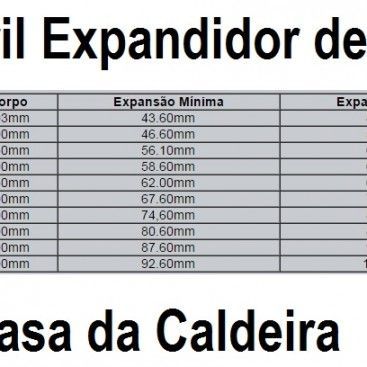 vil Expandidor de
orpo Expansão Mínima Expa
3mm 43.60mm
0mm 46.60mm
0mm 56.10mm
0mm 58.60mm
0mm 62.00mm
0mm 67.60mm
0mm 74,60mm
0mm 80.60mm
0mm 87.60mm
00mm 92.60mm 1
asa da Caldeira